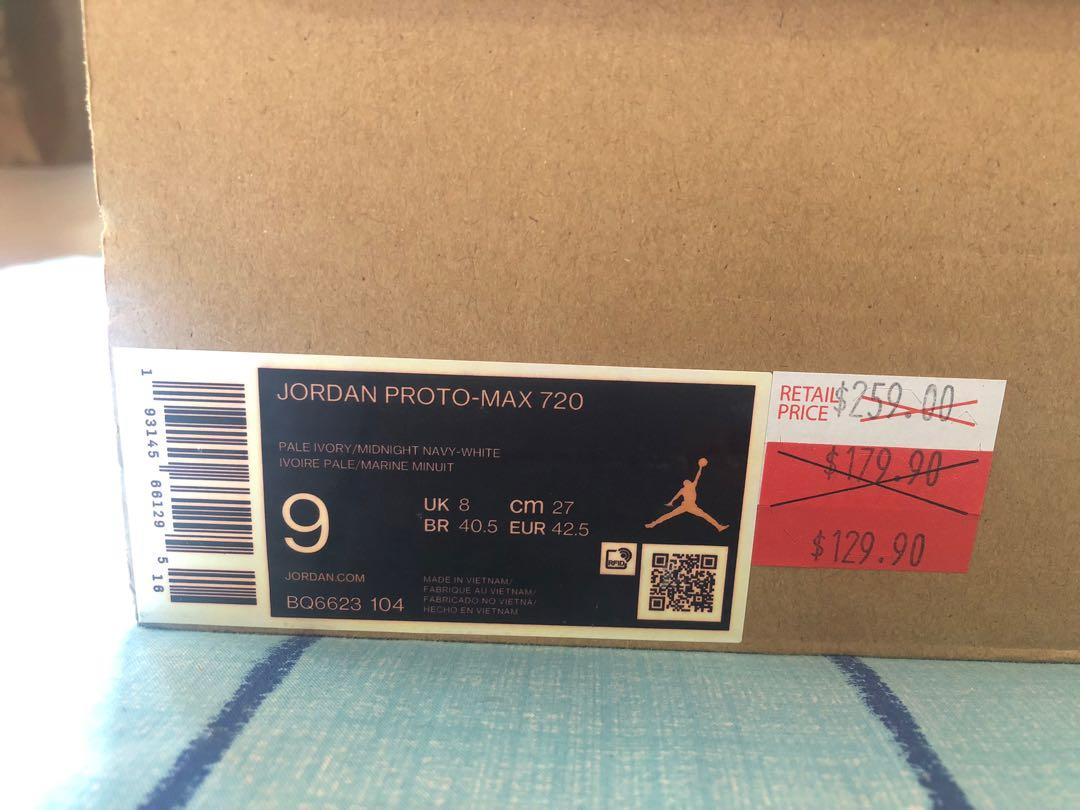 1 93145 66129 5 16
JORDAN PROTO-MAX 720
PALE IVORY/MIDNIGHT NAVY-WHITE
IVOIRE PALE/MARINE MINUIT
9
UK 8 cm 27
BR 40.5 EUR 42.5
JORDAN.COM
BQ6623 104
MADE IN VIETNAM/
FABRIQUE AU VIETNAM/
FABRICADO NO VIETNA/
HECHO EN VIETNAM
RFID
RETAIL PRICE $259.00
$179.90
$129.90